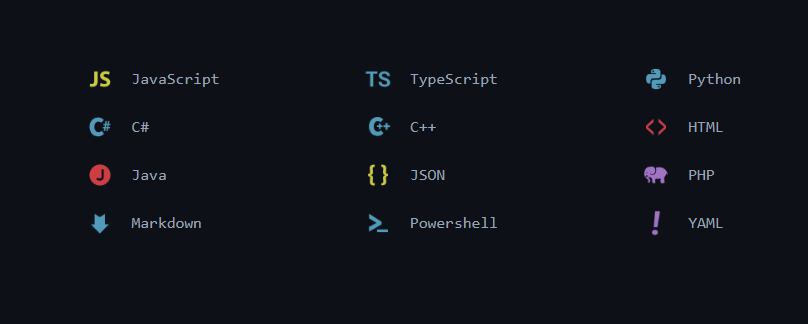 JS JavaScript TS TypeScript Python
C# C# C++ C++ <> HTML
J Java {} JSON PHP
Markdown >_ Powershell ! YAML